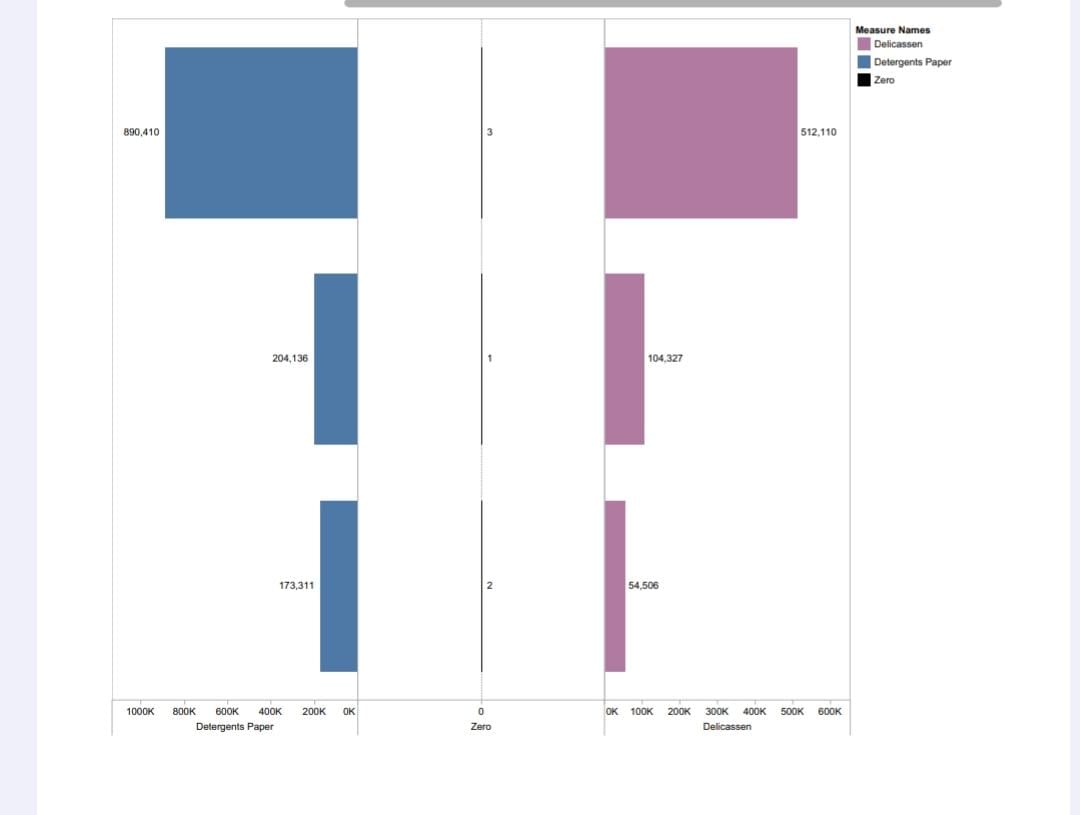 Measure Names
Delicassen
Detergents Paper
Zero
890,410 3 512,110
204,136 1 104,327
173,311 2 54,506
1000K 800K 600K 400K 200K 0K 0 0K 100K 200K 300K 400K 500K 600K
Detergents Paper Zero Delicassen